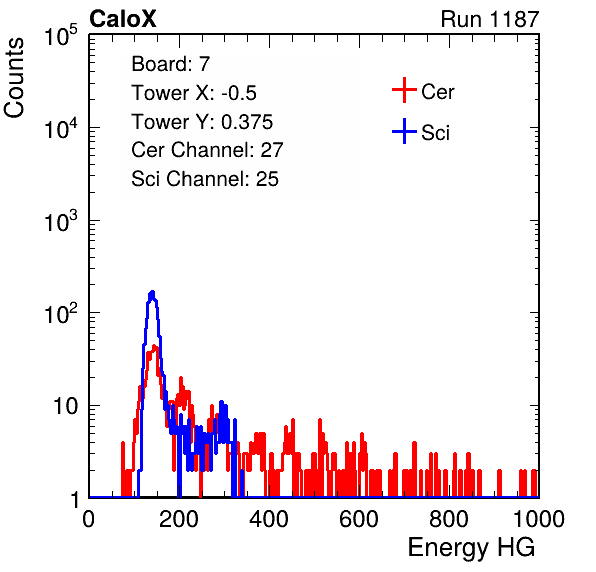 CaloX Run 1187
Counts
10^5
10^4
10^3
10^2
10
1
Board: 7
Tower X: -0.5
Tower Y: 0.375
Cer Channel: 27
Sci Channel: 25
Cer
Sci
0 200 400 600 800 1000
Energy HG